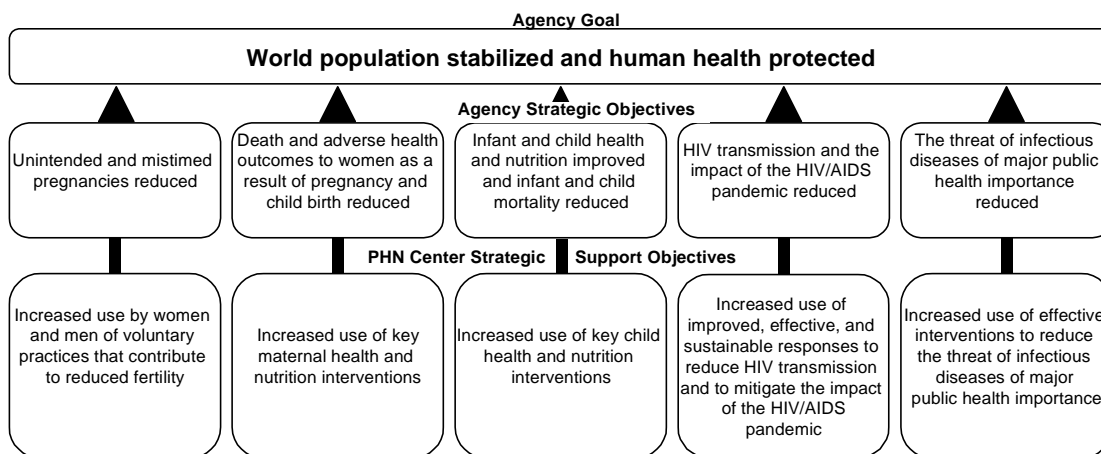 Agency Goal
World population stabilized and human health protected
Agency Strategic Objectives
Unintended and mistimed
pregnancies reduced
Death and adverse health
outcomes to women as a
result of pregnancy and
child birth reduced
Infant and child health
and nutrition improved
and infant and child
mortality reduced
HIV transmission and the
impact of the HIV/AIDS
pandemic reduced
The threat of infectious
diseases of major public
health importance
reduced
PHN Center Strategic Support Objectives
Increased use by women
and men of voluntary
practices that contribute
to reduced fertility
Increased use of key
maternal health and
nutrition interventions
Increased use of key child
health and nutrition
interventions
Increased use of
improved, effective, and
sustainable responses to
reduce HIV transmission
and to mitigate the impact
of the HIV/AIDS
pandemic
Increased use of effective
interventions to reduce
the threat of infectious
diseases of major
public health importance